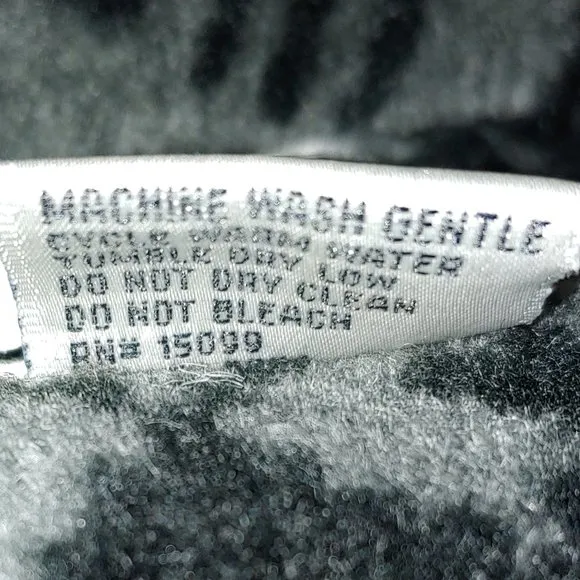 MACHINE WASH GENTLE
CYCLE WARM WATER
TUMBLE DRY LOW
DO NOT DRY CLEAN
DO NOT BLEACH
RN# 15099